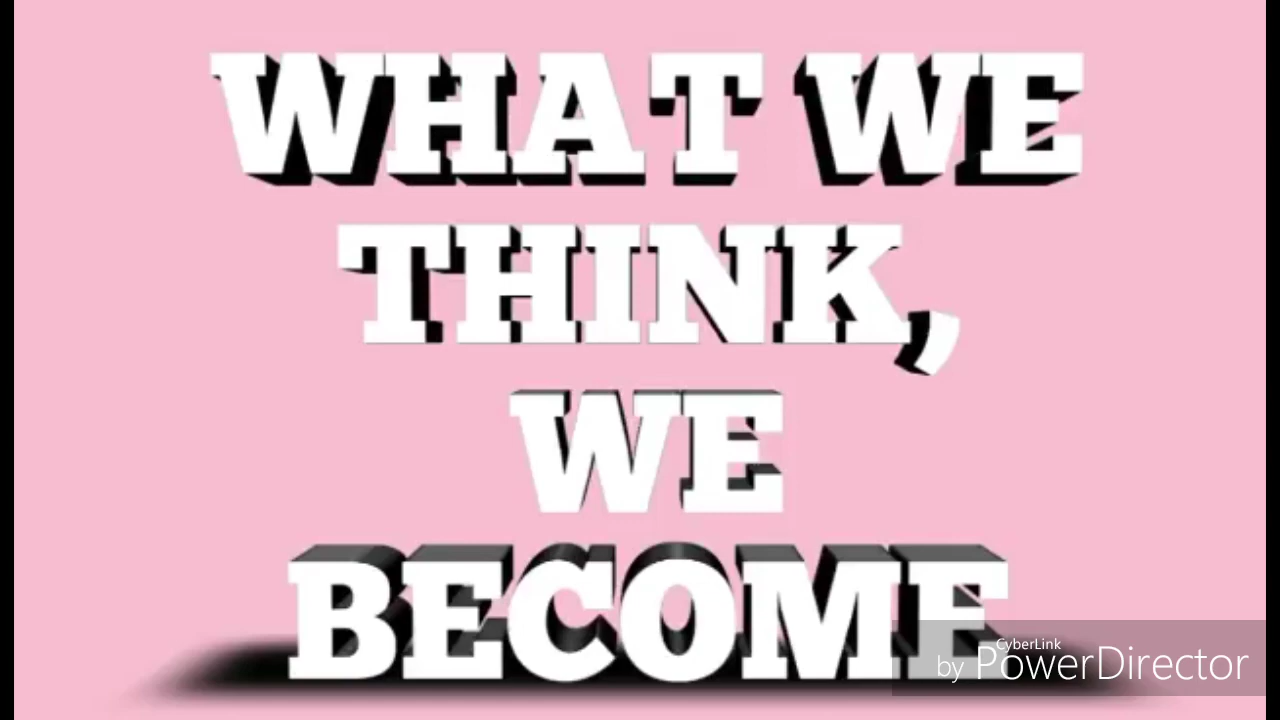 WHAT WE
THINK,
WE
BECOME
CyberLink
by PowerDirector